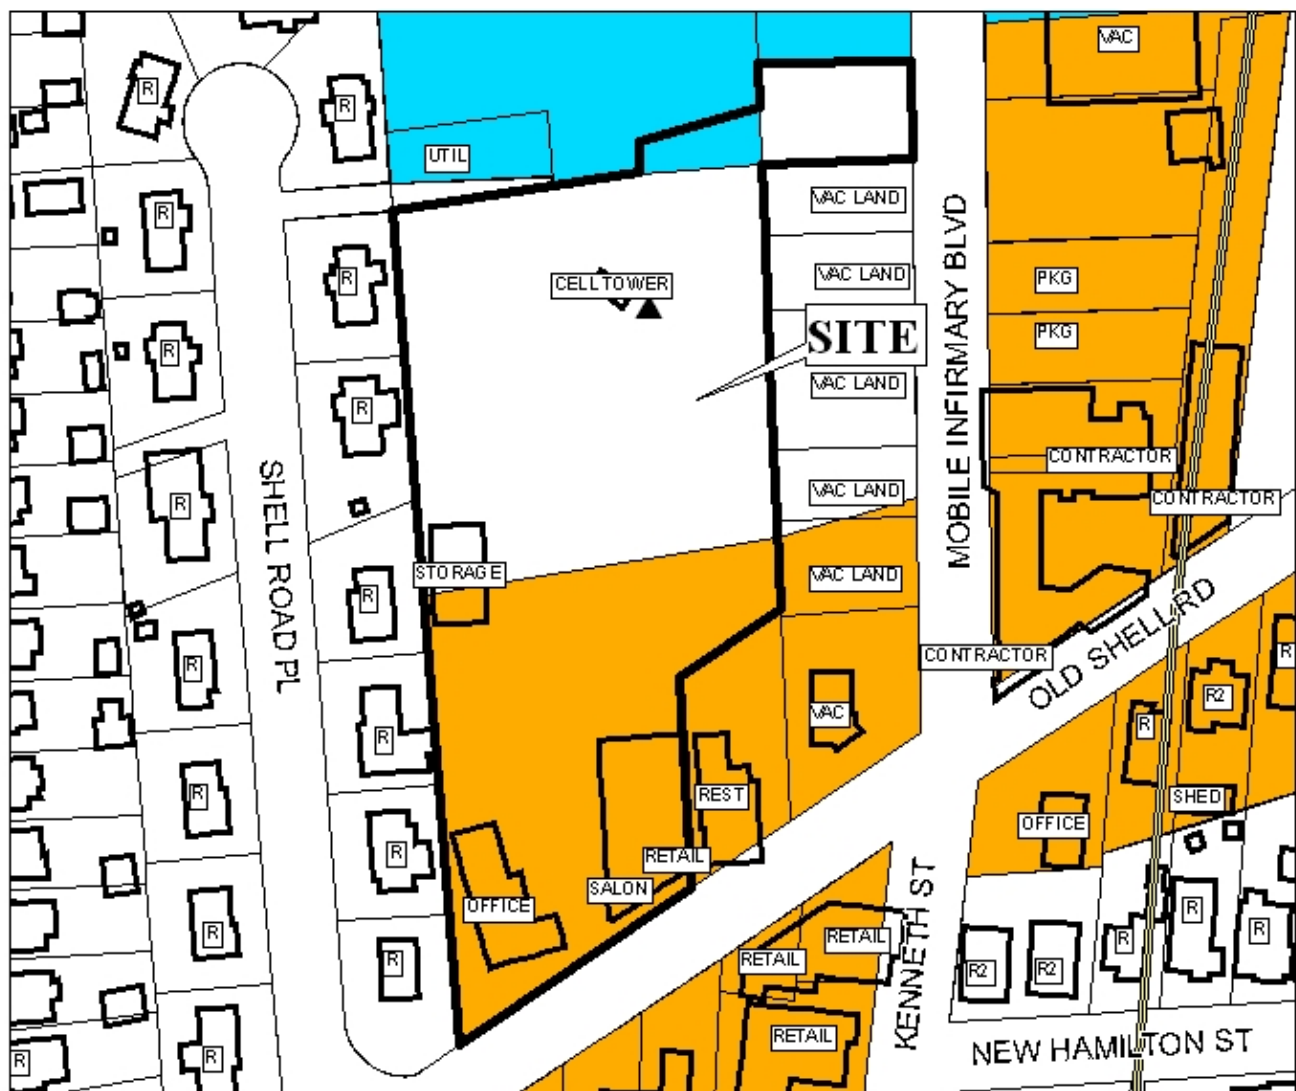 VAC
R
R
UTIL
R
VAC LAND
MOBILE INFIRMARY BLVD
R
CELL TOWER
VAC LAND
PKG
SITE
PKG
R
VAC LAND
R
SHELL ROAD PL
CONTRACTOR
R
VAC LAND
CONTRACTOR
STORAGE
VAC LAND
R
R
CONTRACTOR
OLD SHELL RD
R
R2
R
VAC
R
R
REST
SHED
OFFICE
R
RETAIL
SALON
OFFICE
KENNETH ST
R
R
R
R
RETAIL
R
RETAIL
R2
R2
RETAIL
NEW HAMILTON ST
R
R